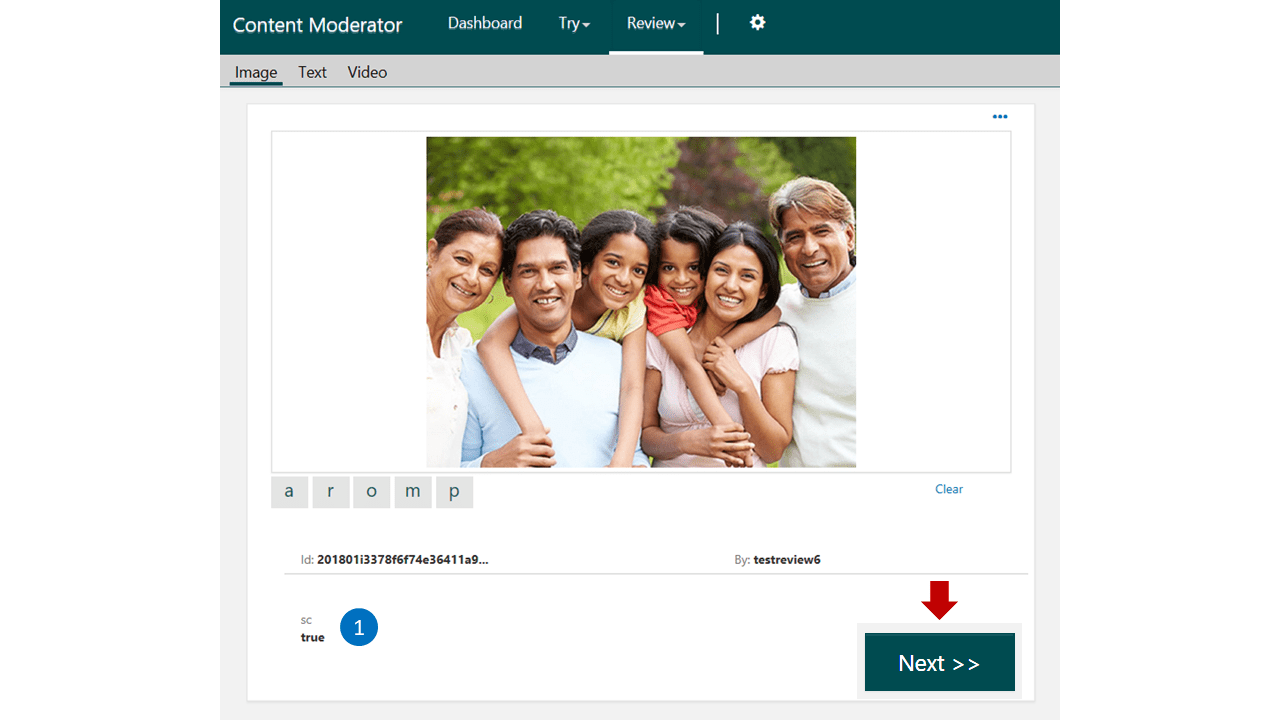 Content Moderator Dashboard Try Review |
Image Text Video
•••
a r o m p Clear
Id: 201801i3378f6f74e36411a9... By: testreview6
sc
true 1
Next >>